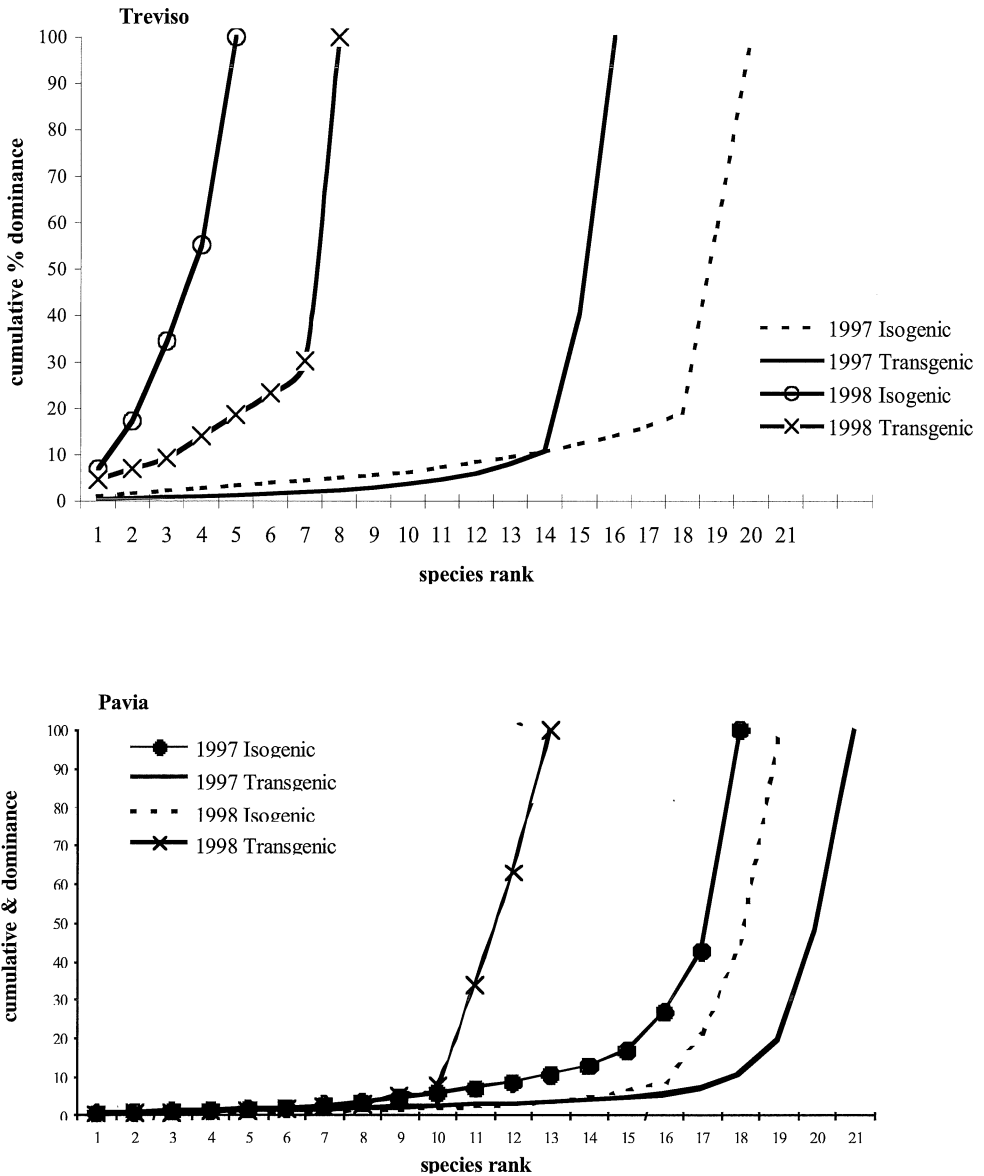 Treviso
cumulative % dominance
100
90
80
70
60
50
40
30
20
10
0
1 2 3 4 5 6 7 8 9 10 11 12 13 14 15 16 17 18 19 20 21
species rank
1997 Isogenic
1997 Transgenic
1998 Isogenic
1998 Transgenic
Pavia
cumulative & dominance
100
90
80
70
60
50
40
30
20
10
0
1 2 3 4 5 6 7 8 9 10 11 12 13 14 15 16 17 18 19 20 21
species rank
1997 Isogenic
1997 Transgenic
1998 Isogenic
1998 Transgenic